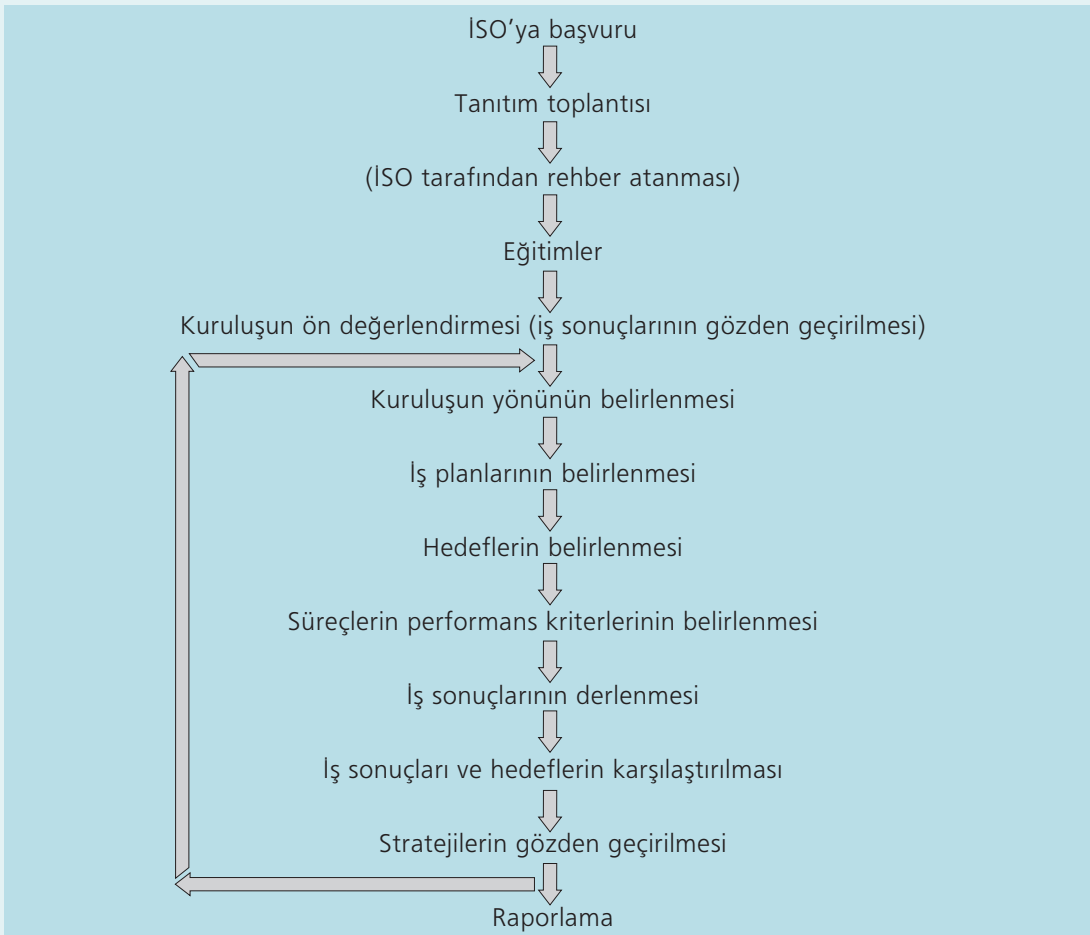 İSO’ya başvuru
Tanıtım toplantısı
(İSO tarafından rehber atanması)
Eğitimler
Kuruluşun ön değerlendirmesi (iş sonuçlarının gözden geçirilmesi)
Kuruluşun yönünün belirlenmesi
İş planlarının belirlenmesi
Hedeflerin belirlenmesi
Süreçlerin performans kriterlerinin belirlenmesi
İş sonuçlarının derlenmesi
İş sonuçları ve hedeflerin karşılaştırılması
Stratejilerin gözden geçirilmesi
Raporlama